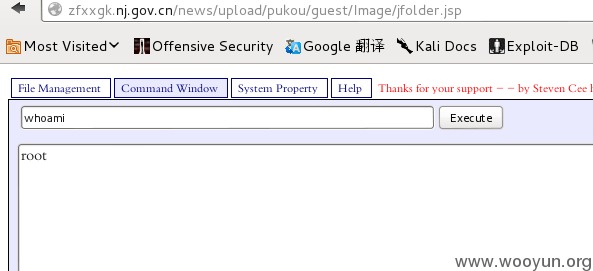 zfxxgk.nj.gov.cn/news/upload/pukou/guest/Image/jfolder.jsp
Most Visited Offensive Security Google 翻译 Kali Docs Exploit-DB
File Management Command Window System Property Help Thanks for your support - - by Steven Cee
whoami Execute
root
www.wooyun.org